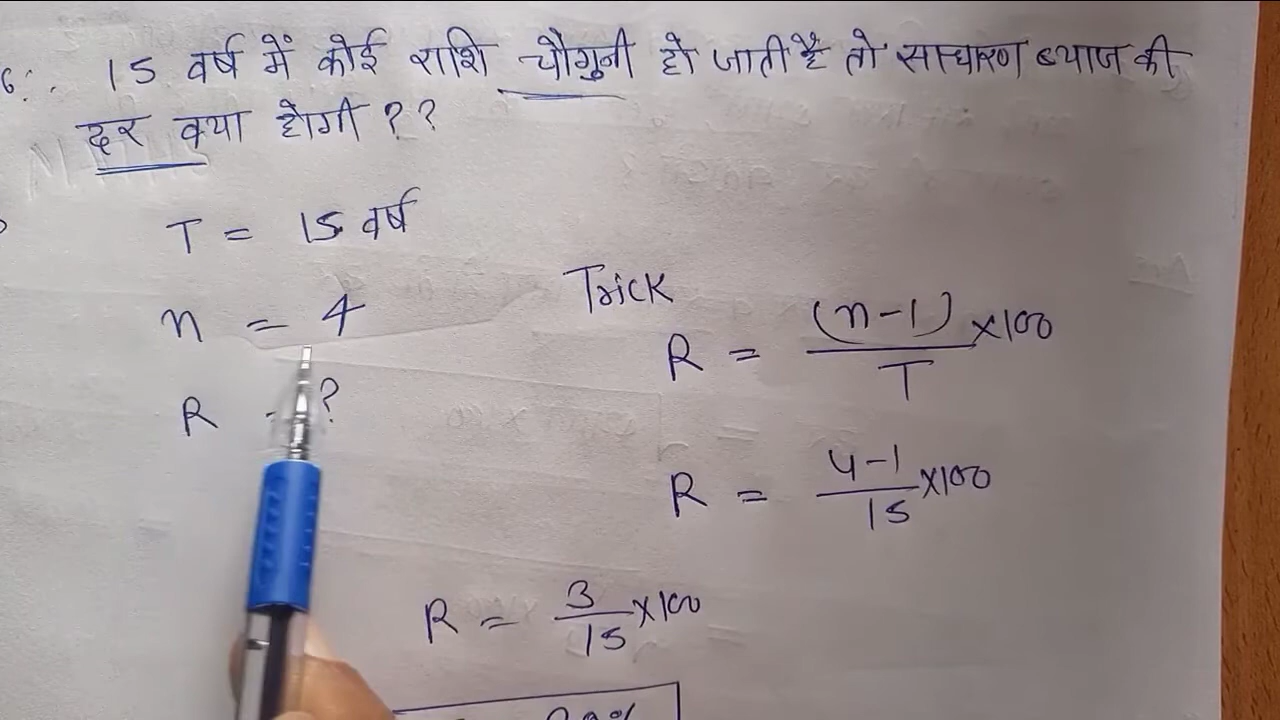 6. 15 वर्ष में कोई राशि चौगुनी हो जाती है तो साधारण ब्याज की
दर क्या होगी ??
T = 15 वर्ष
n = 4
R = ?
Trick
R = (n-1)/T ×100
R = 4-1/15 ×100
R = 3/15 ×100